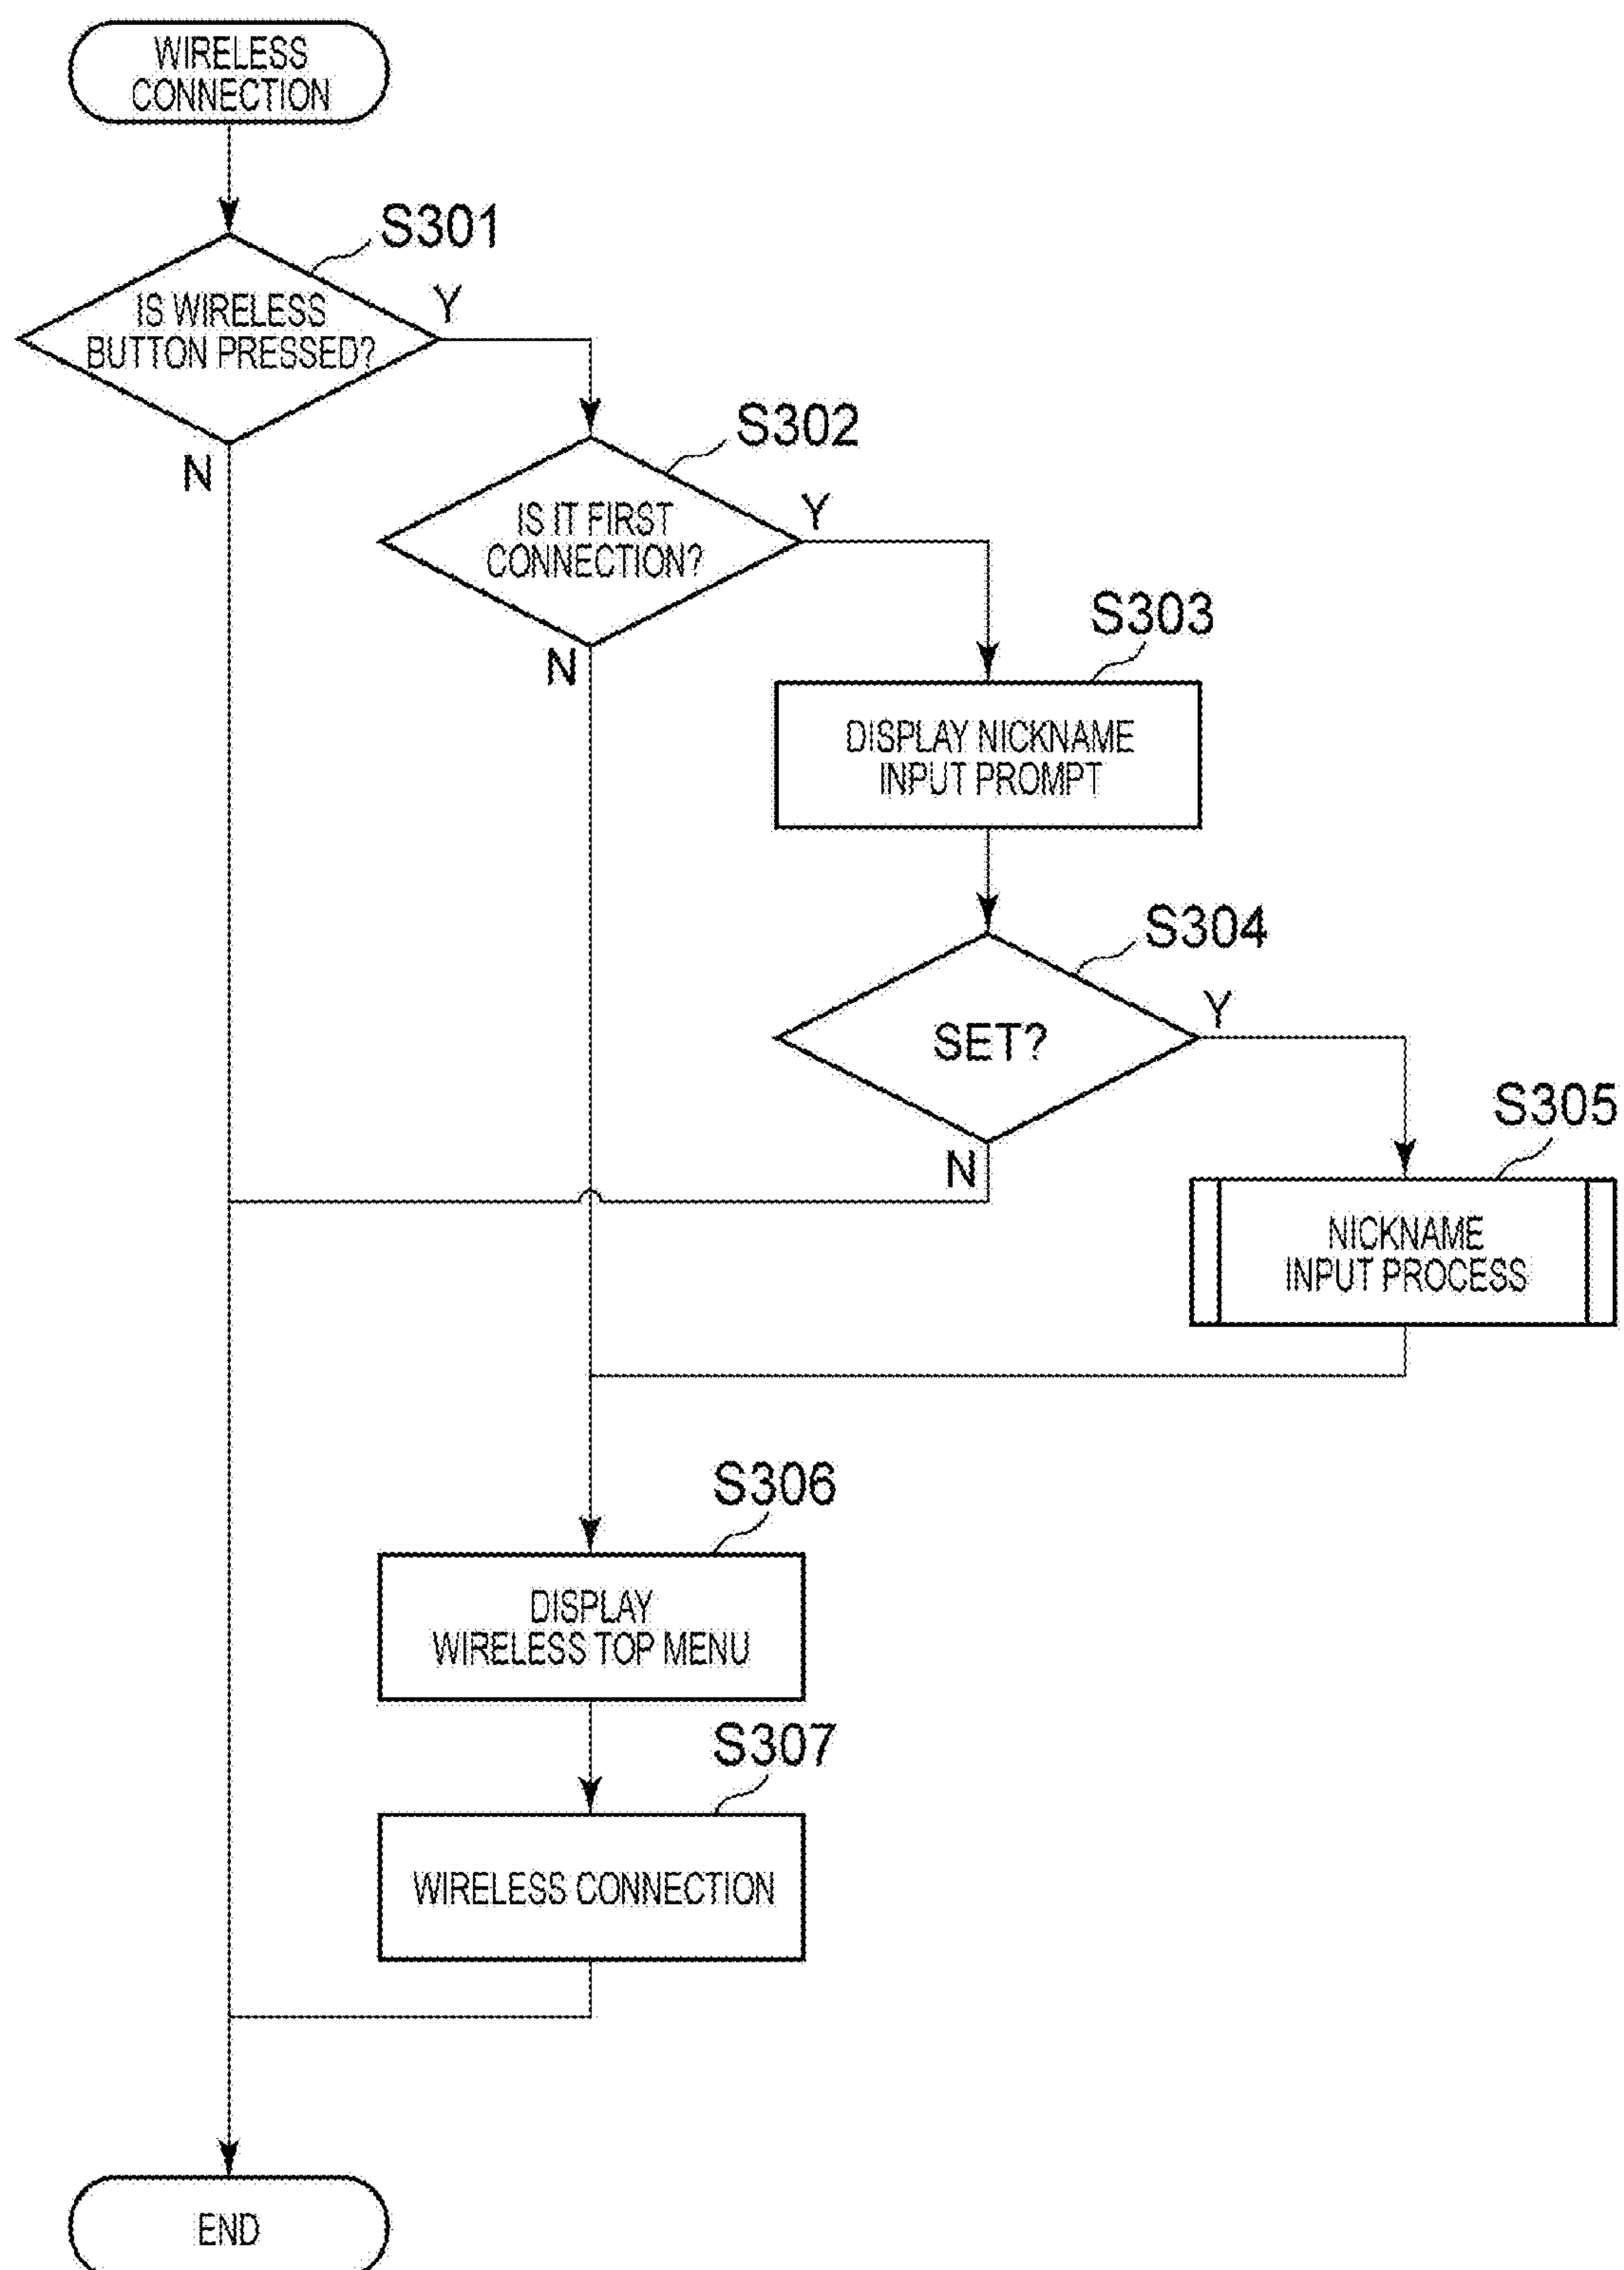 WIRELESS
CONNECTION
S301
IS WIRELESS
BUTTON PRESSED?
Y
N
S302
IS IT FIRST
CONNECTION?
Y
N
S303
DISPLAY NICKNAME
INPUT PROMPT
S304
SET?
Y
N
S305
NICKNAME
INPUT PROCESS
S306
DISPLAY
WIRELESS TOP MENU
S307
WIRELESS CONNECTION
END